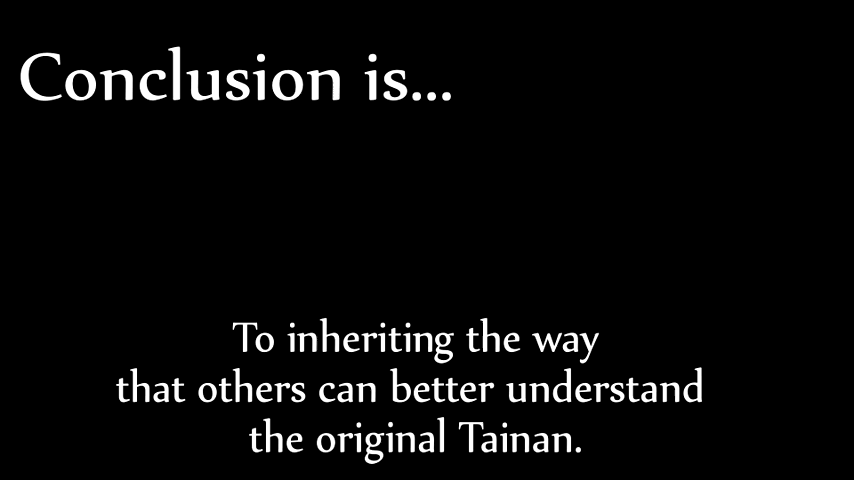 Conclusion is...
To inheriting the way
that others can better understand
the original Tainan.